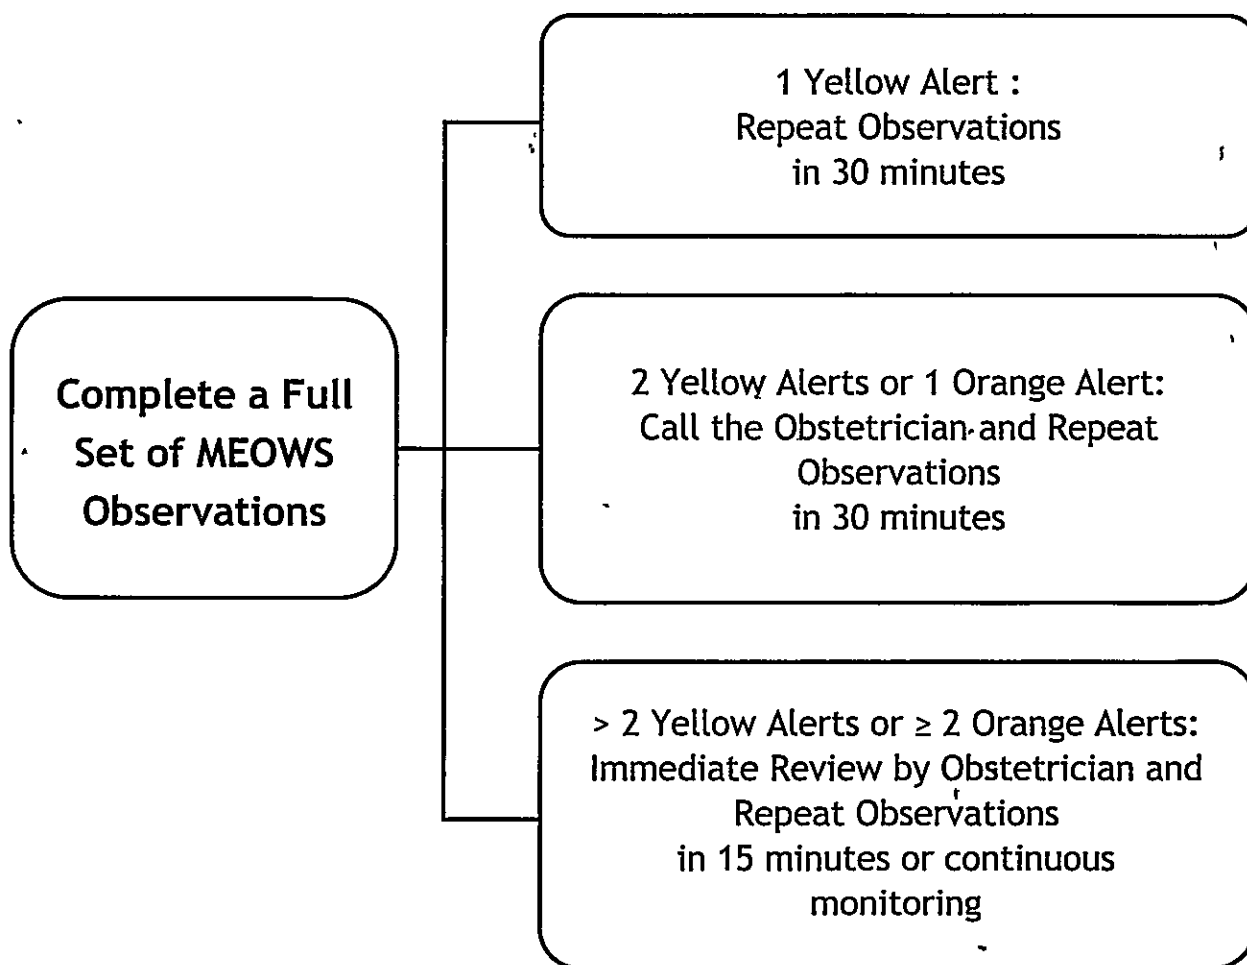 Complete a Full
Set of MEOWS
Observations
1 Yellow Alert :
Repeat Observations
in 30 minutes
2 Yellow Alerts or 1 Orange Alert:
Call the Obstetrician and Repeat
Observations
in 30 minutes
> 2 Yellow Alerts or ≥ 2 Orange Alerts:
Immediate Review by Obstetrician and
Repeat Observations
in 15 minutes or continuous
monitoring